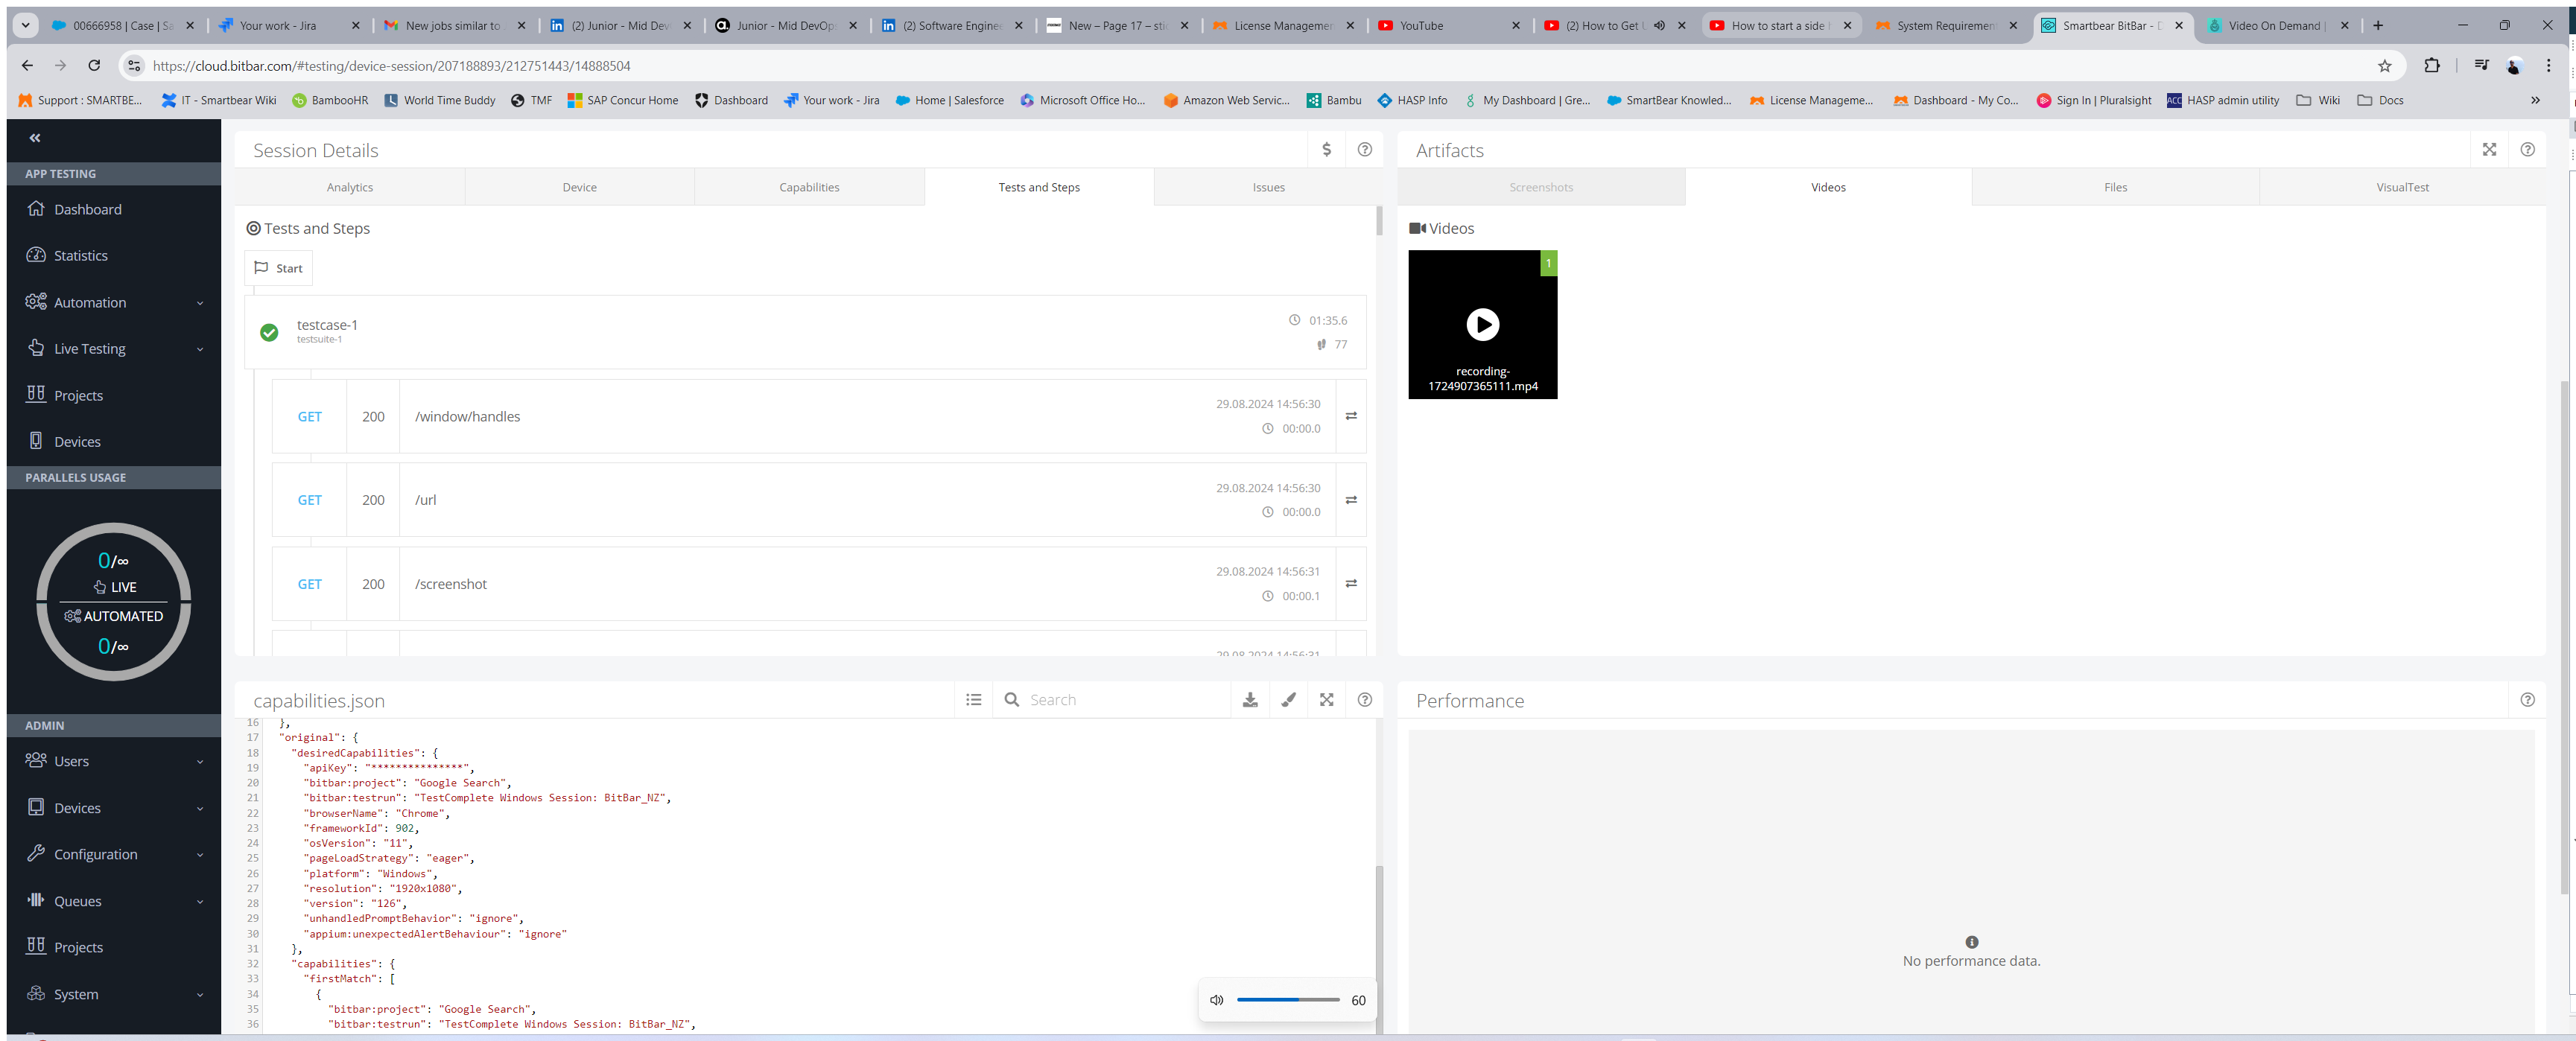 00666958 | Case | Sa
Your work - Jira
New jobs similar to
(2) Junior - Mid Dev
Junior - Mid DevOp
(2) Software Enginee
New – Page 17 – sti
License Managemen
YouTube
(2) How to Get U
How to start a side h
System Requirement
Smartbear BitBar - D
Video On Demand |
https://cloud.bitbar.com/#testing/device-session/207188893/212751443/14888504
Support : SMARTBE...
IT - Smartbear Wiki
BambooHR
World Time Buddy
TMF
SAP Concur Home
Dashboard
Your work - Jira
Home | Salesforce
Microsoft Office Ho...
Amazon Web Servic...
Bambu
HASP Info
My Dashboard | Gre...
SmartBear Knowled...
License Manageme...
Dashboard - My Co...
Sign In | Pluralsight
ACC
HASP admin utility
Wiki
Docs
APP TESTING
Dashboard
Statistics
Automation
Live Testing
Projects
Devices
PARALLELS USAGE
0/∞
LIVE
AUTOMATED
0/∞
ADMIN
Users
Devices
Configuration
Queues
Projects
System
Session Details
Analytics
Device
Capabilities
Tests and Steps
Issues
Tests and Steps
Start
testcase-1
testsuite-1
01:35.6
77
GET 200 /window/handles
29.08.2024 14:56:30
00:00.0
GET 200 /url
29.08.2024 14:56:30
00:00.0
GET 200 /screenshot
29.08.2024 14:56:31
00:00.1
29.08.2024 14:56:31
Artifacts
Screenshots
Videos
Files
VisualTest
Videos
1
recording-
1724907365111.mp4
capabilities.json
Search
16 },
17 "original": {
18 "desiredCapabilities": {
19 "apiKey": "***************",
20 "bitbar:project": "Google Search",
21 "bitbar:testrun": "TestComplete Windows Session: BitBar_NZ",
22 "browserName": "Chrome",
23 "frameworkId": 902,
24 "osVersion": "11",
25 "pageLoadStrategy": "eager",
26 "platform": "Windows",
27 "resolution": "1920x1080",
28 "version": "126",
29 "unhandledPromptBehavior": "ignore",
30 "appium:unexpectedAlertBehaviour": "ignore"
31 },
32 "capabilities": {
33 "firstMatch": [
34 {
35 "bitbar:project": "Google Search",
36 "bitbar:testrun": "TestComplete Windows Session: BitBar_NZ",
60
Performance
No performance data.